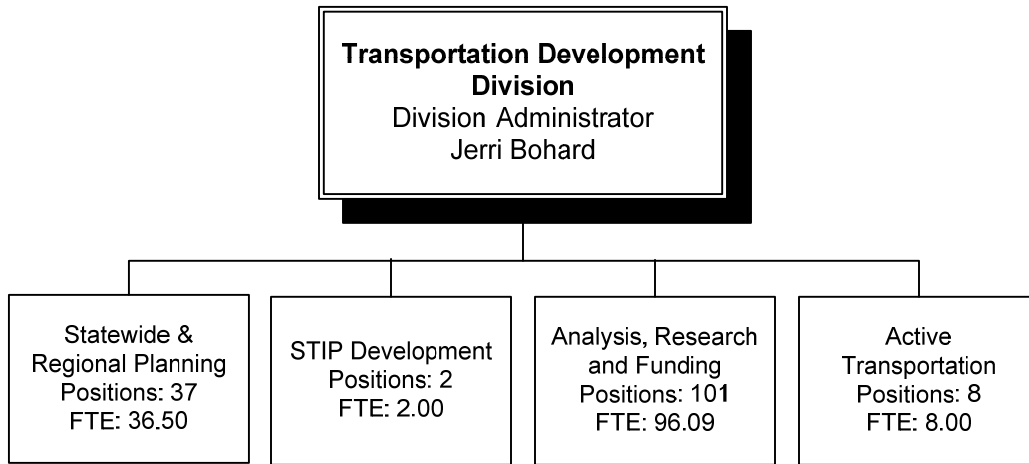 Transportation Development
Division
Division Administrator
Jerri Bohard
Statewide &
Regional Planning
Positions: 37
FTE: 36.50
STIP Development
Positions: 2
FTE: 2.00
Analysis, Research
and Funding
Positions: 101
FTE: 96.09
Active
Transportation
Positions: 8
FTE: 8.00